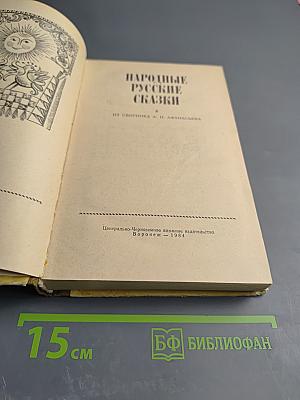 НАРОДНЫЕ
РУССКИЕ
СКАЗКИ
ИЗ СБОРНИКА А. Н. АФАНАСЬЕВА
Центрально-Черноземное книжное издательство
Воронеж — 1984
15 см
БФ БИБЛИОФАН